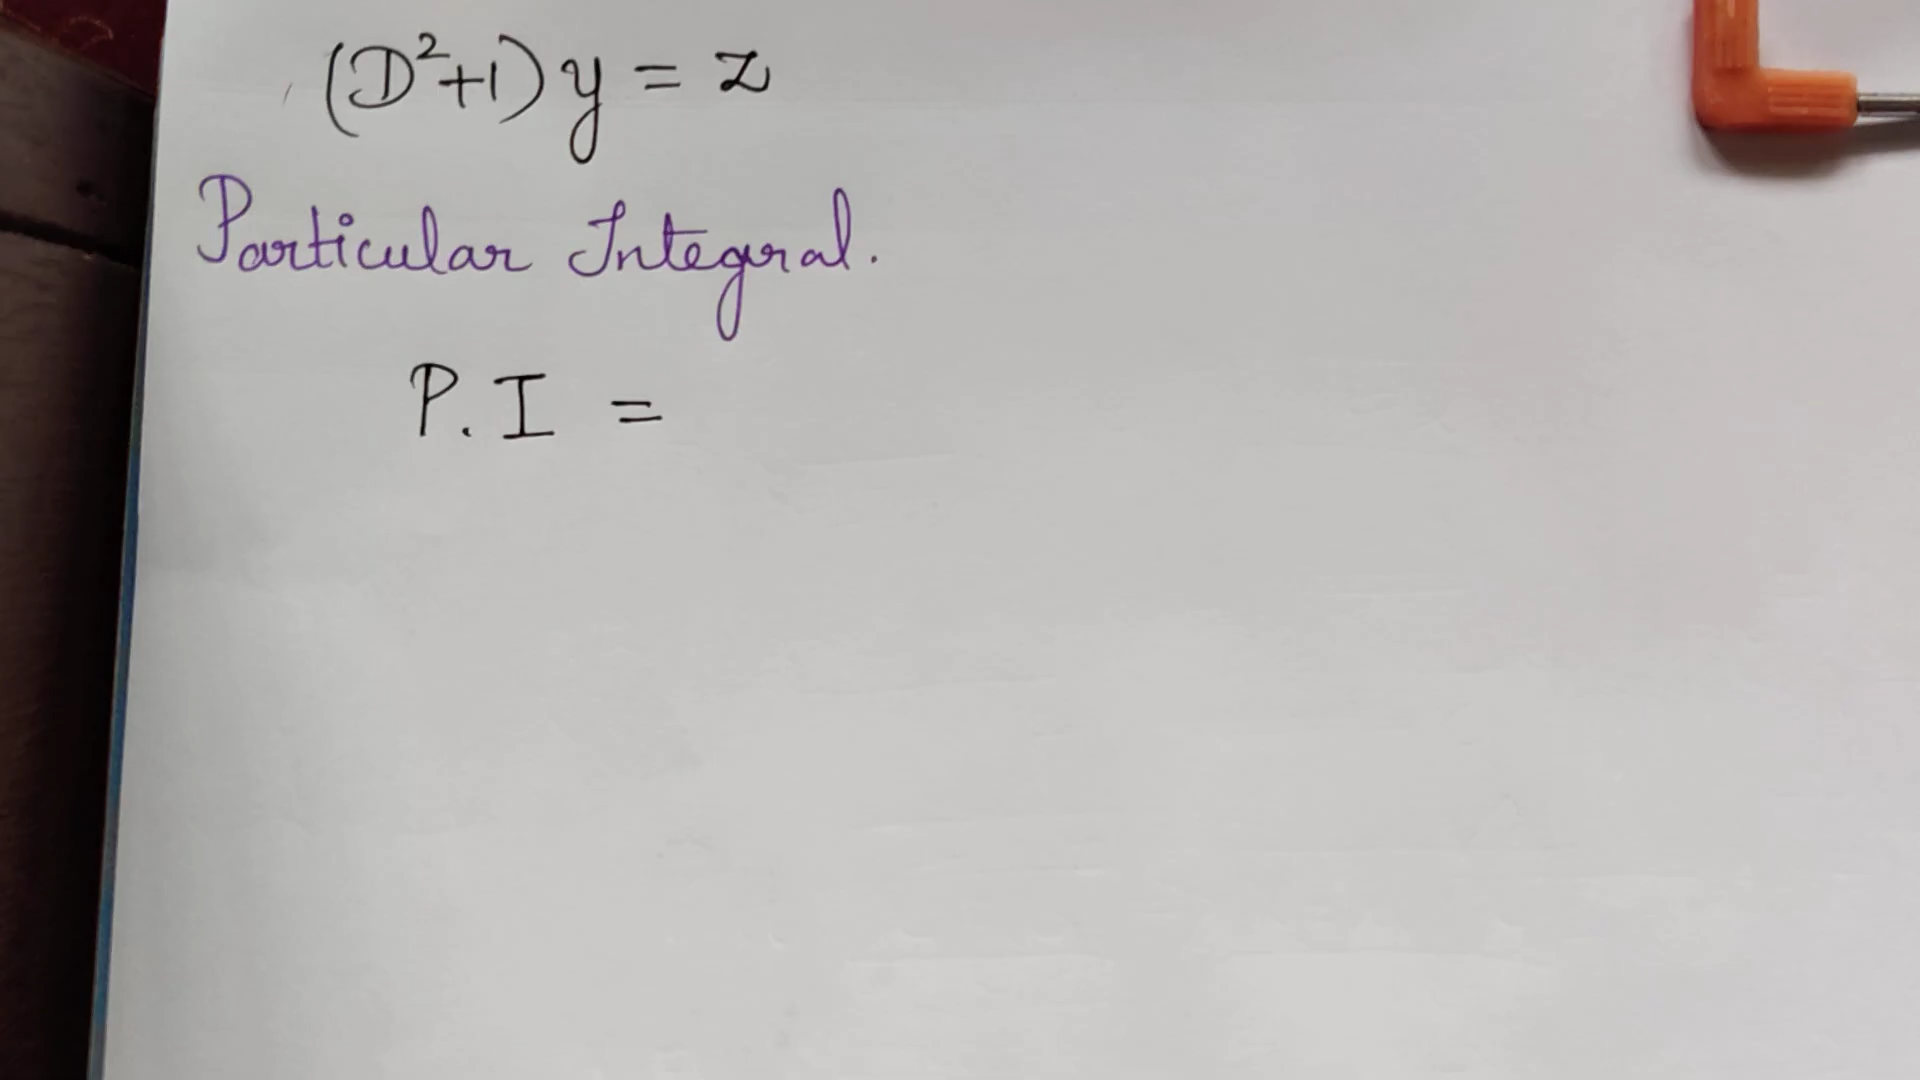 (D²+1) y = z
Particular Integral.
P.I =